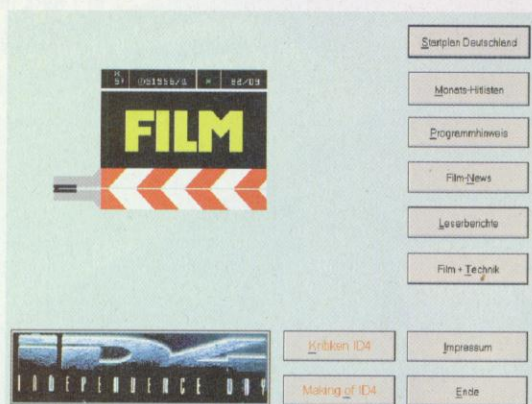 Startplan Deutschland
Monats-Hitlisten
FILM
Programmhinweis
Film-News
Leserberichte
Film + Technik
ID4
INDEPENDENCE DAY
Kritiken ID4
Impressum
Making of ID4
Ende